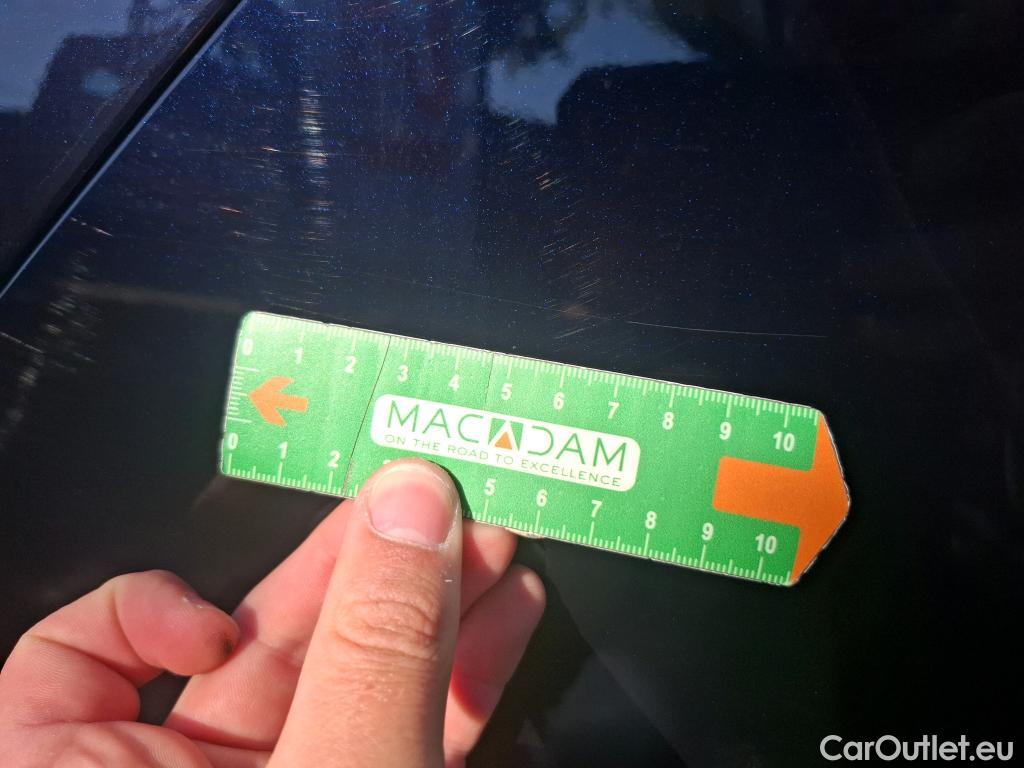 0 1 2 3 4 5 6 7 8 9 10
MACADAM
ON THE ROAD TO EXCELLENCE
0 1 2 5 6 7 8 9 10
CarOutlet.eu